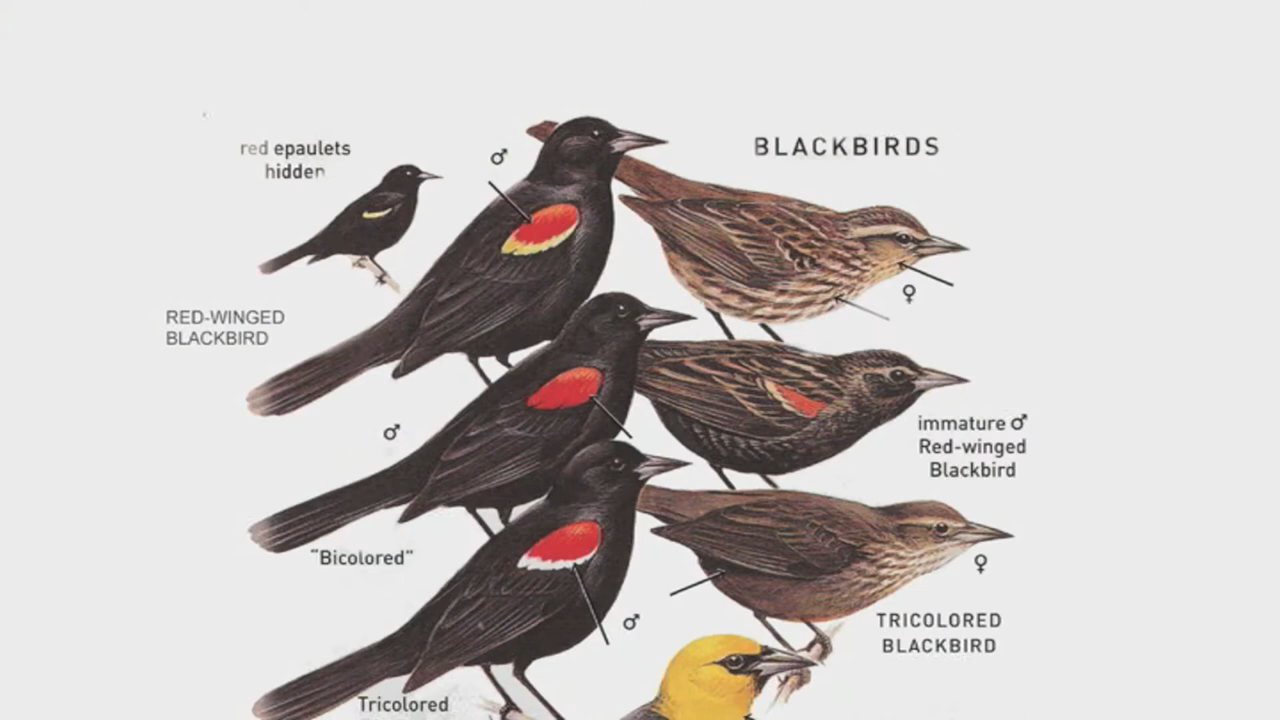 BLACKBIRDS
red epaulets
hidden
♂
♀
RED-WINGED
BLACKBIRD
♂
immature ♂
Red-winged
Blackbird
"Bicolored"
♀
♂
TRICOLORED
BLACKBIRD
Tricolored